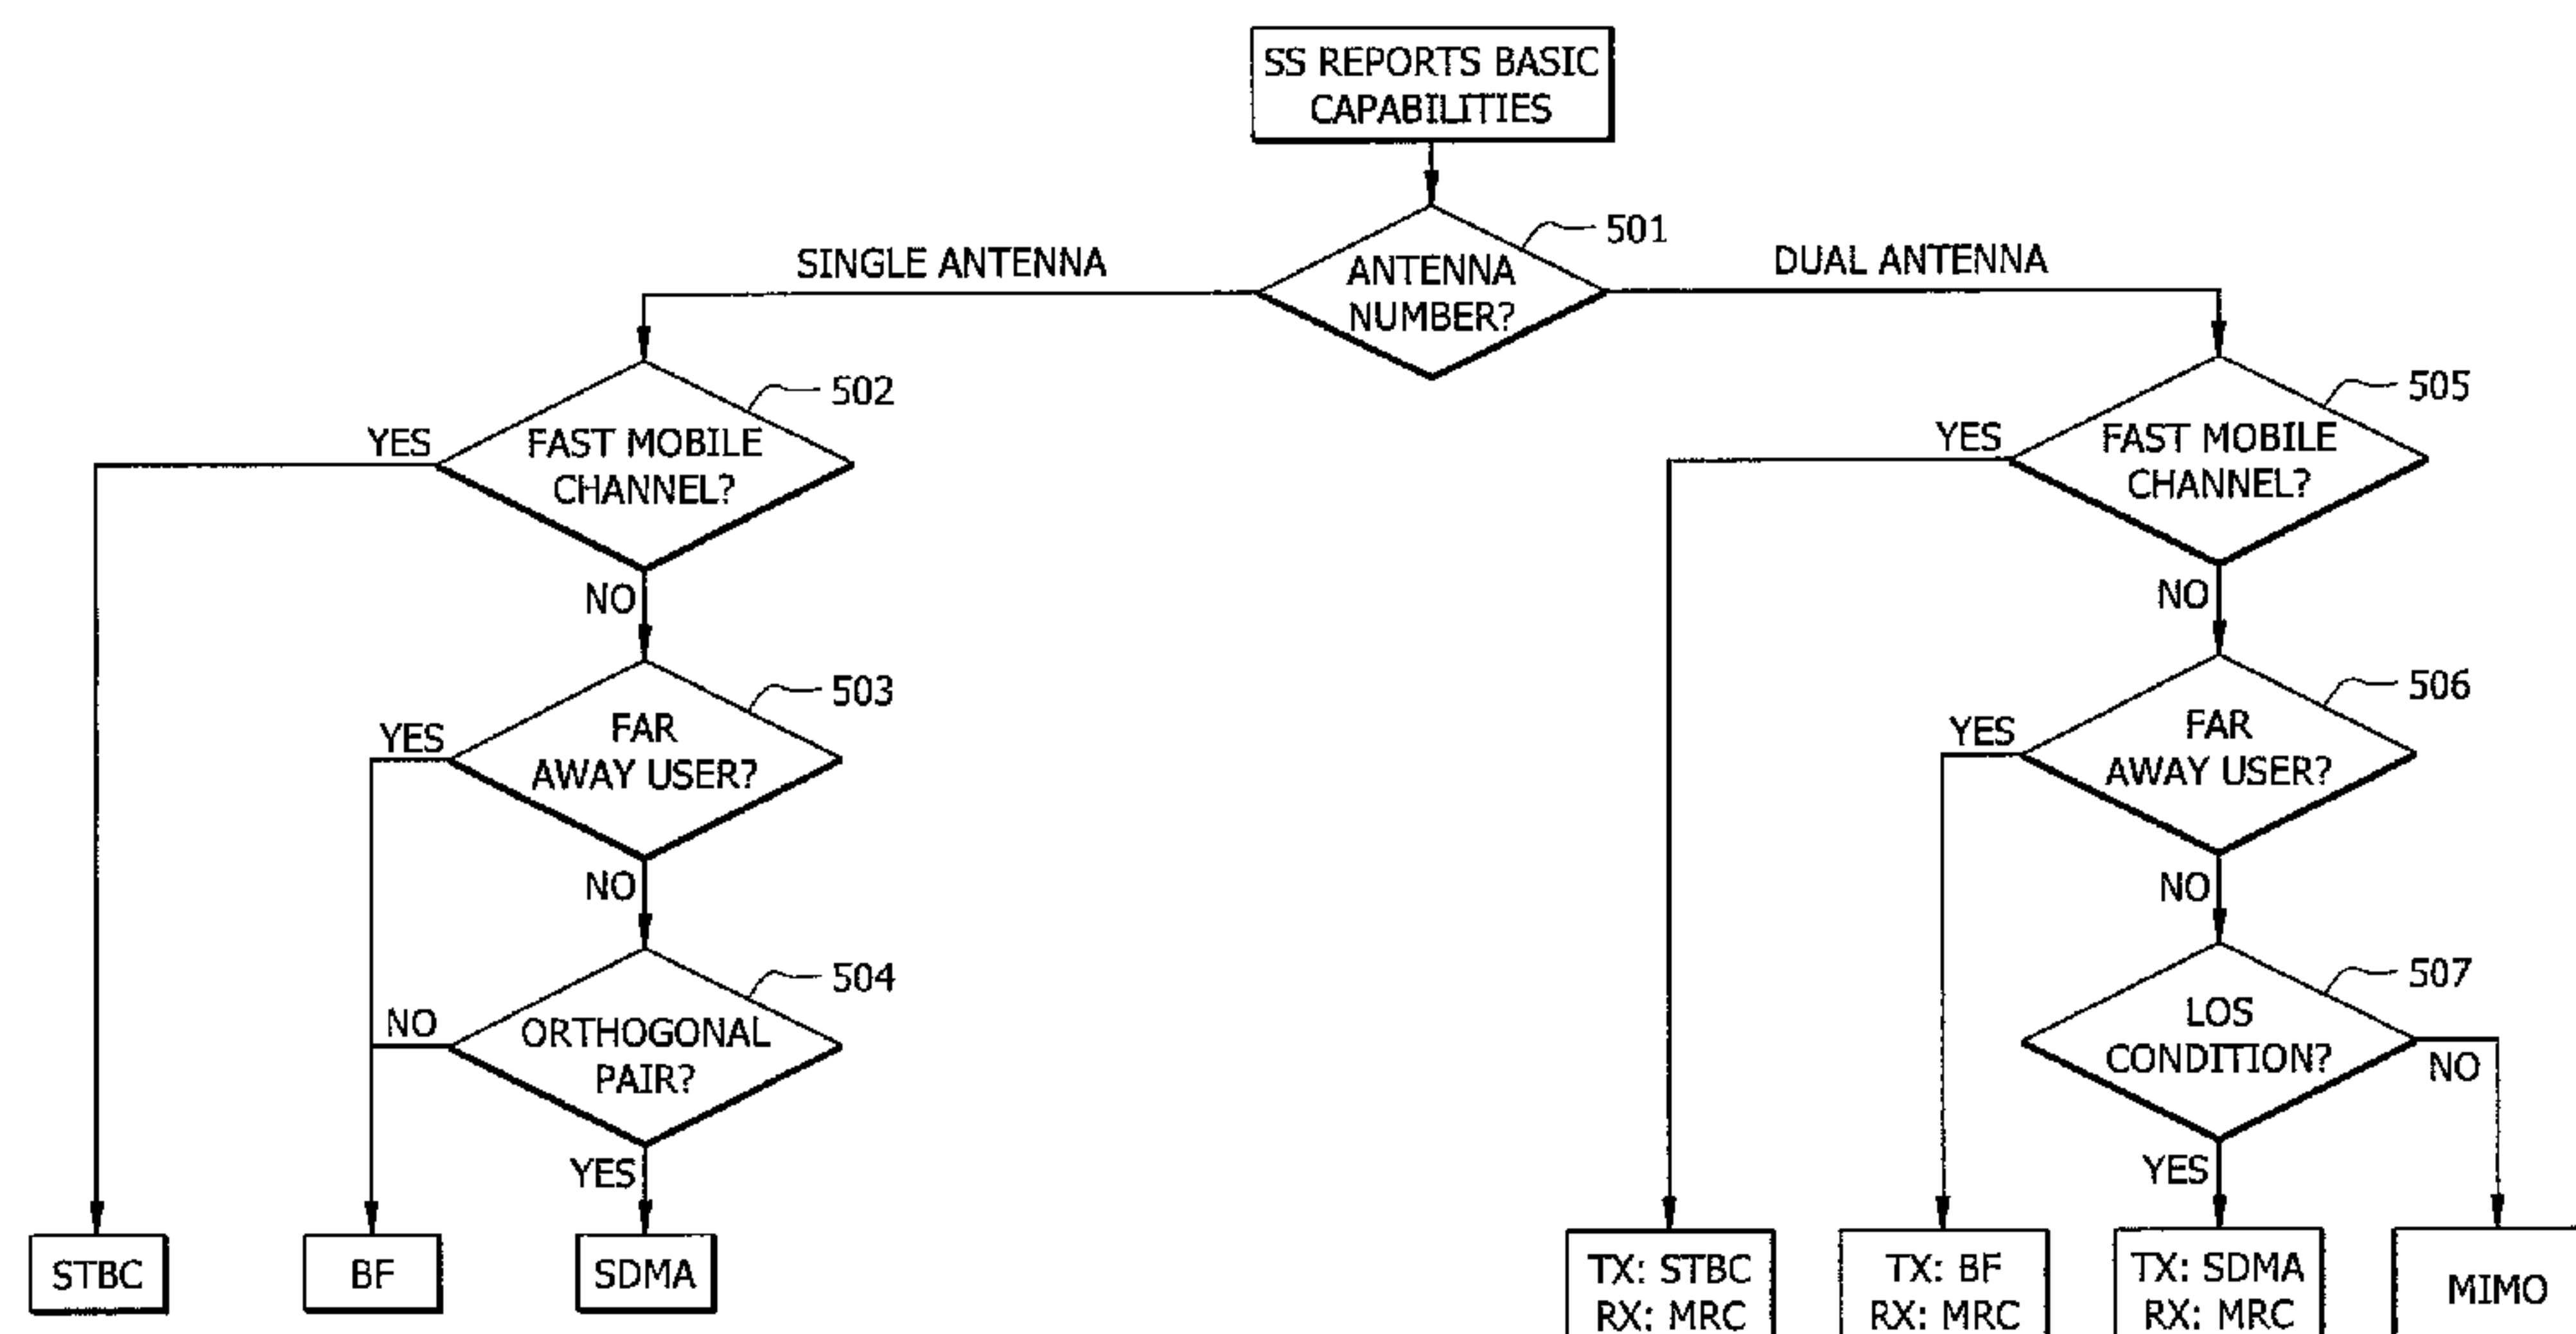 SS REPORTS BASIC
CAPABILITIES
501
ANTENNA
NUMBER?
SINGLE ANTENNA
DUAL ANTENNA
502
FAST MOBILE
CHANNEL?
YES
NO
503
FAR
AWAY USER?
YES
NO
504
ORTHOGONAL
PAIR?
NO
YES
STBC
BF
SDMA
505
FAST MOBILE
CHANNEL?
YES
NO
506
FAR
AWAY USER?
YES
NO
507
LOS
CONDITION?
NO
YES
TX: STBC
RX: MRC
TX: BF
RX: MRC
TX: SDMA
RX: MRC
MIMO